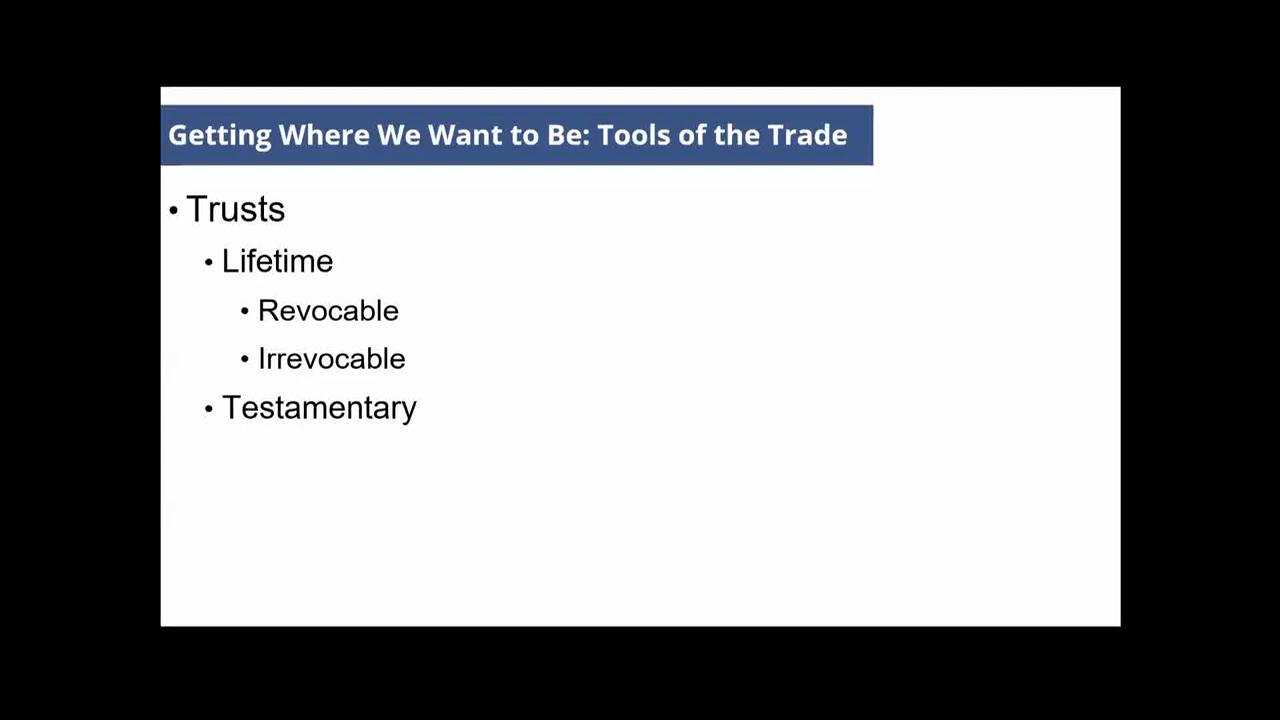 Getting Where We Want to Be: Tools of the Trade
• Trusts
• Lifetime
• Revocable
• Irrevocable
• Testamentary